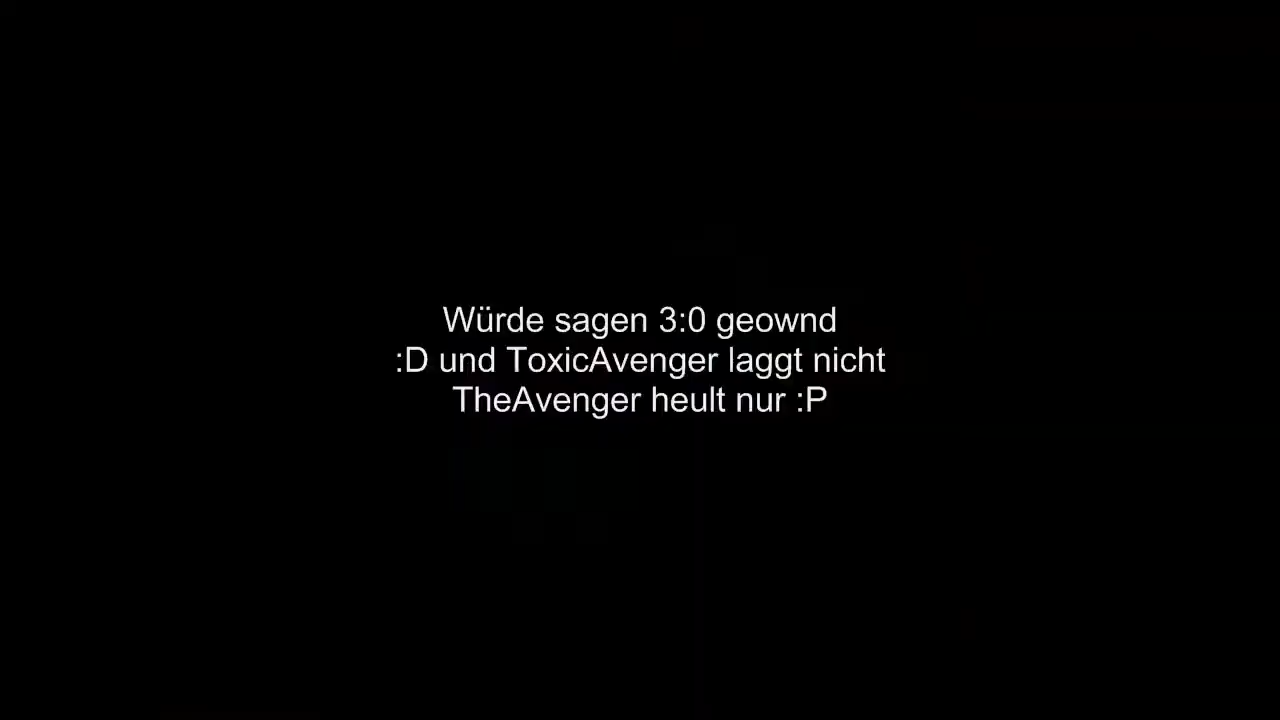 Würde sagen 3:0 geownd
:D und ToxicAvenger laggt nicht
TheAvenger heult nur :P